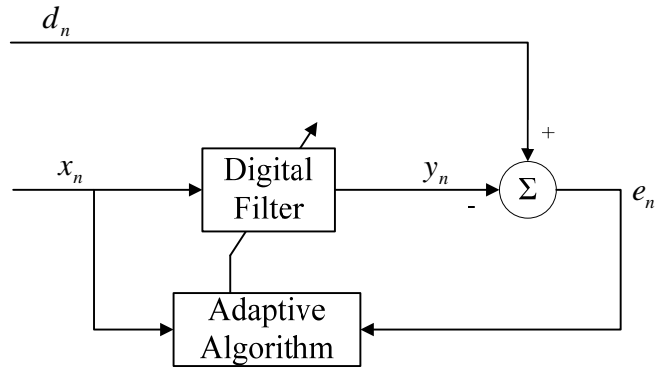 d_n
+
x_n
Digital
Filter
y_n
-
Σ
e_n
Adaptive
Algorithm